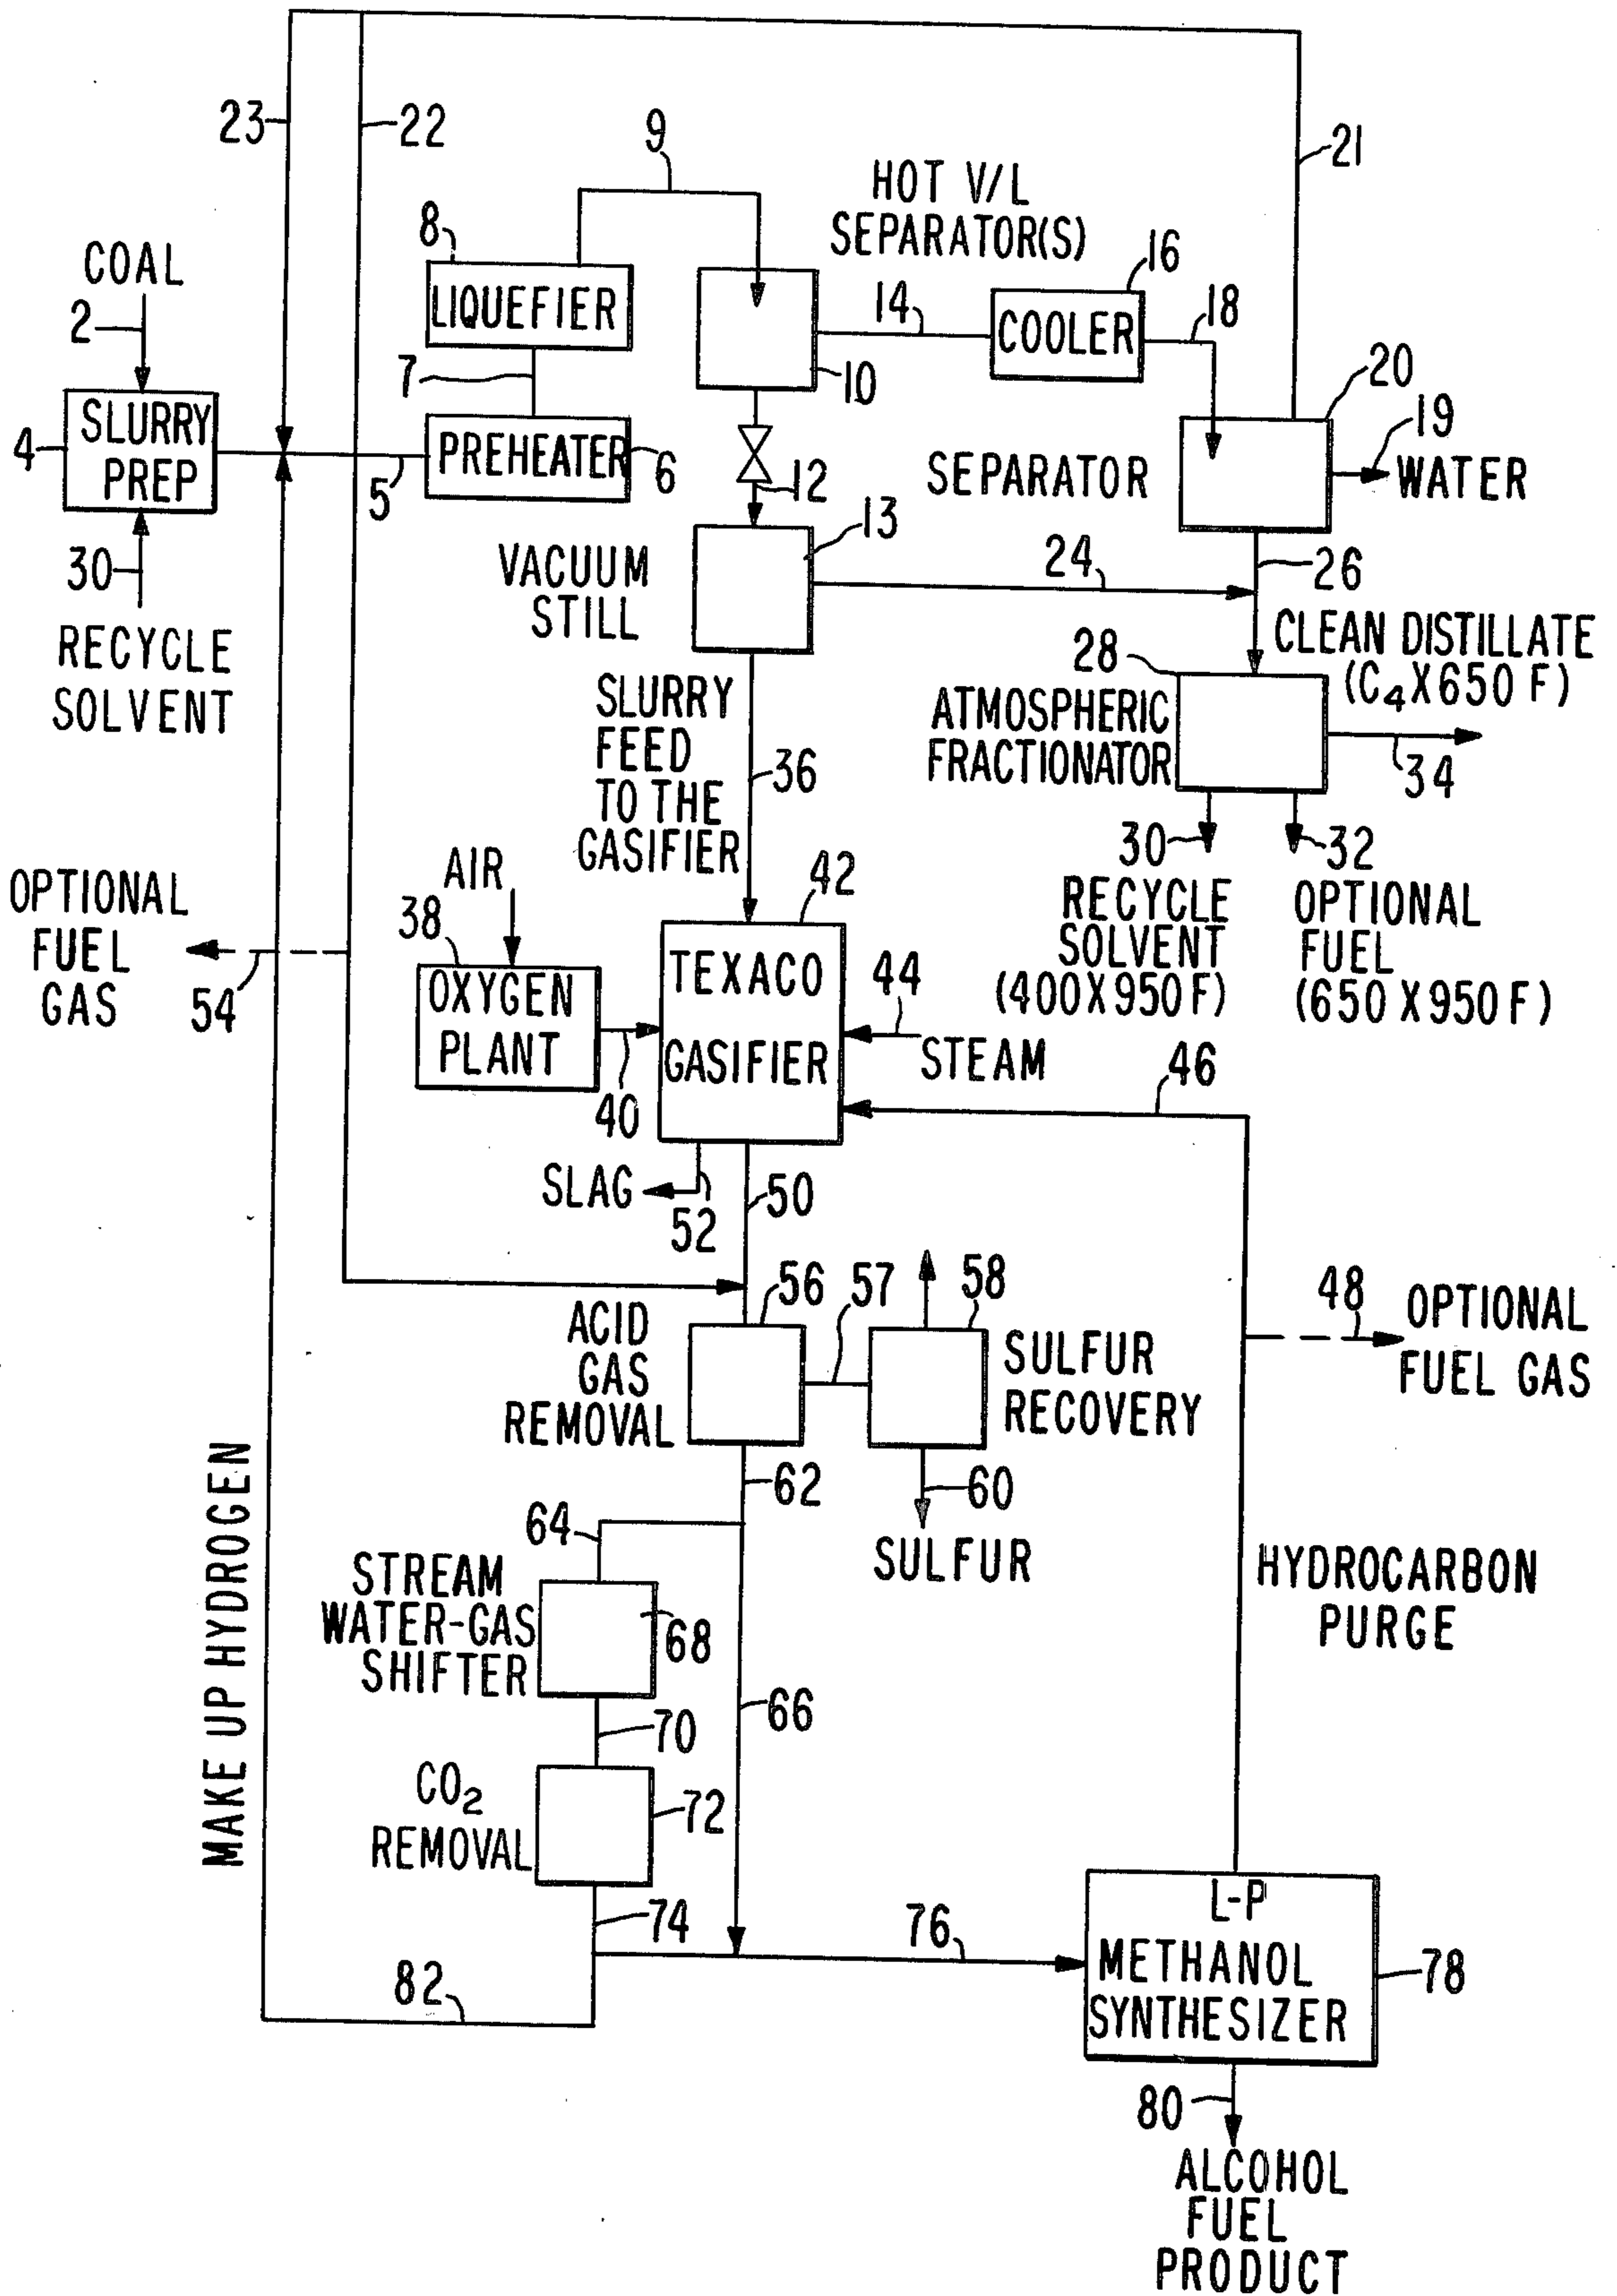 23
22
9
21
HOT V/L
SEPARATOR(S)
8
16
COAL
2
LIQUEFIER
14
COOLER
18
7
10
20
4
SLURRY
PREP
5
PREHEATER
6
12
SEPARATOR
19
WATER
30
13
VACUUM
STILL
24
26
RECYCLE
SOLVENT
CLEAN DISTILLATE
(C₄X650 F)
28
SLURRY
FEED
TO THE
GASIFIER
36
ATMOSPHERIC
FRACTIONATOR
34
30
32
RECYCLE
SOLVENT
(400X950F)
OPTIONAL
FUEL
(650 X 950 F)
AIR
42
OPTIONAL
FUEL
GAS
54
38
OXYGEN
PLANT
40
TEXACO
GASIFIER
44
STEAM
46
SLAG
52
50
56
57
58
48
OPTIONAL
FUEL GAS
ACID
GAS
REMOVAL
SULFUR
RECOVERY
62
60
SULFUR
MAKE UP HYDROGEN
64
STREAM
WATER-GAS
SHIFTER
68
HYDROCARBON
PURGE
66
70
CO₂
REMOVAL
72
74
76
82
L-P
METHANOL
SYNTHESIZER
78
80
ALCOHOL
FUEL
PRODUCT